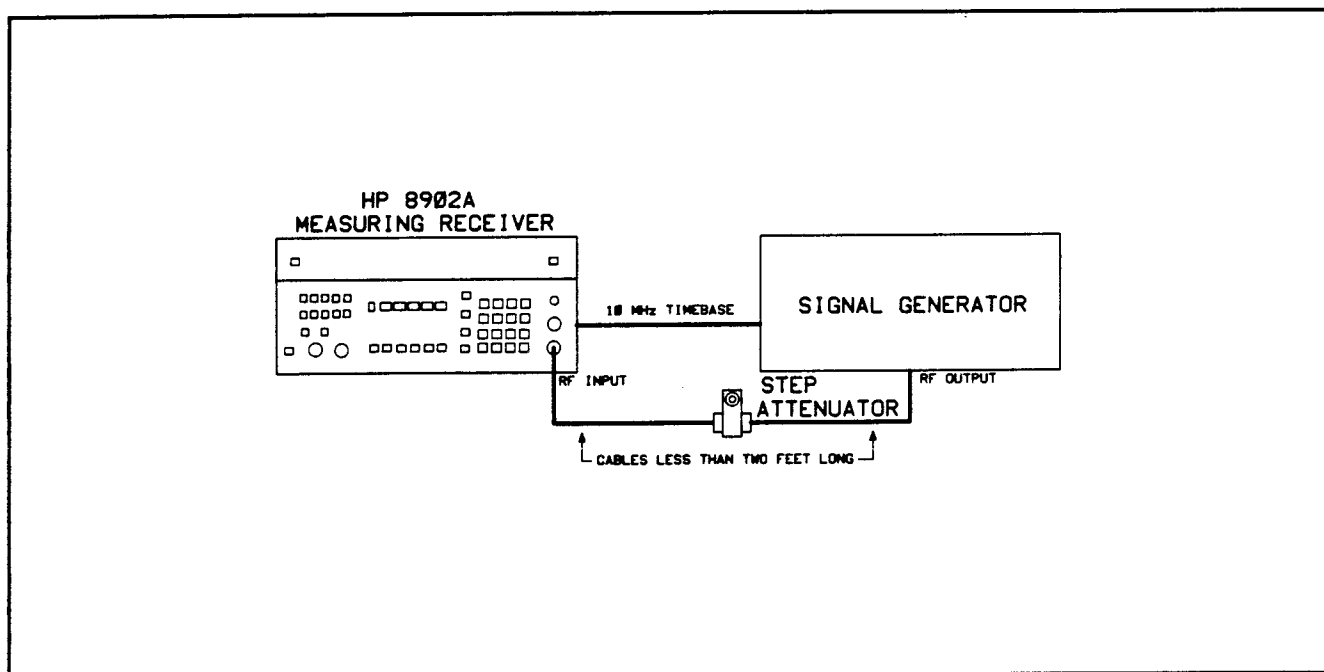 HP 8902A
MEASURING RECEIVER
10 MHz TIMEBASE
SIGNAL GENERATOR
RF INPUT
STEP
ATTENUATOR
RF OUTPUT
CABLES LESS THAN TWO FEET LONG